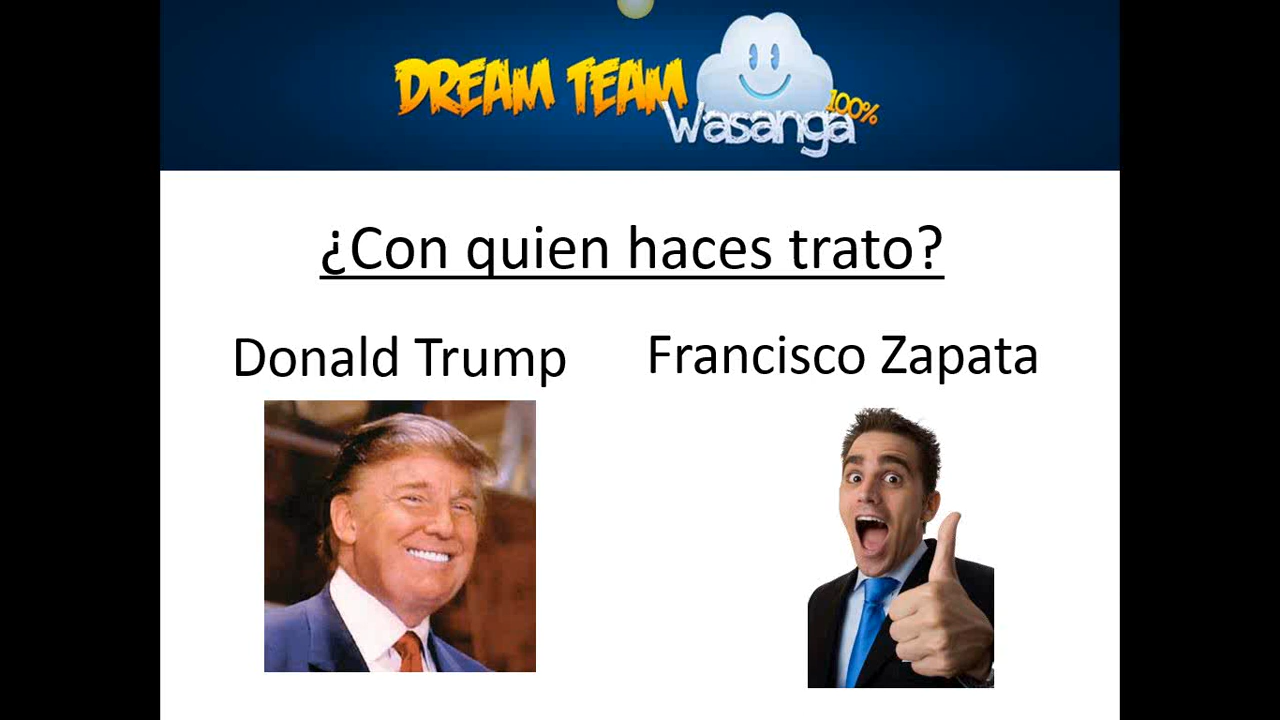 DREAM TEAM
Wasanga 100%
¿Con quien haces trato?
Donald Trump
Francisco Zapata